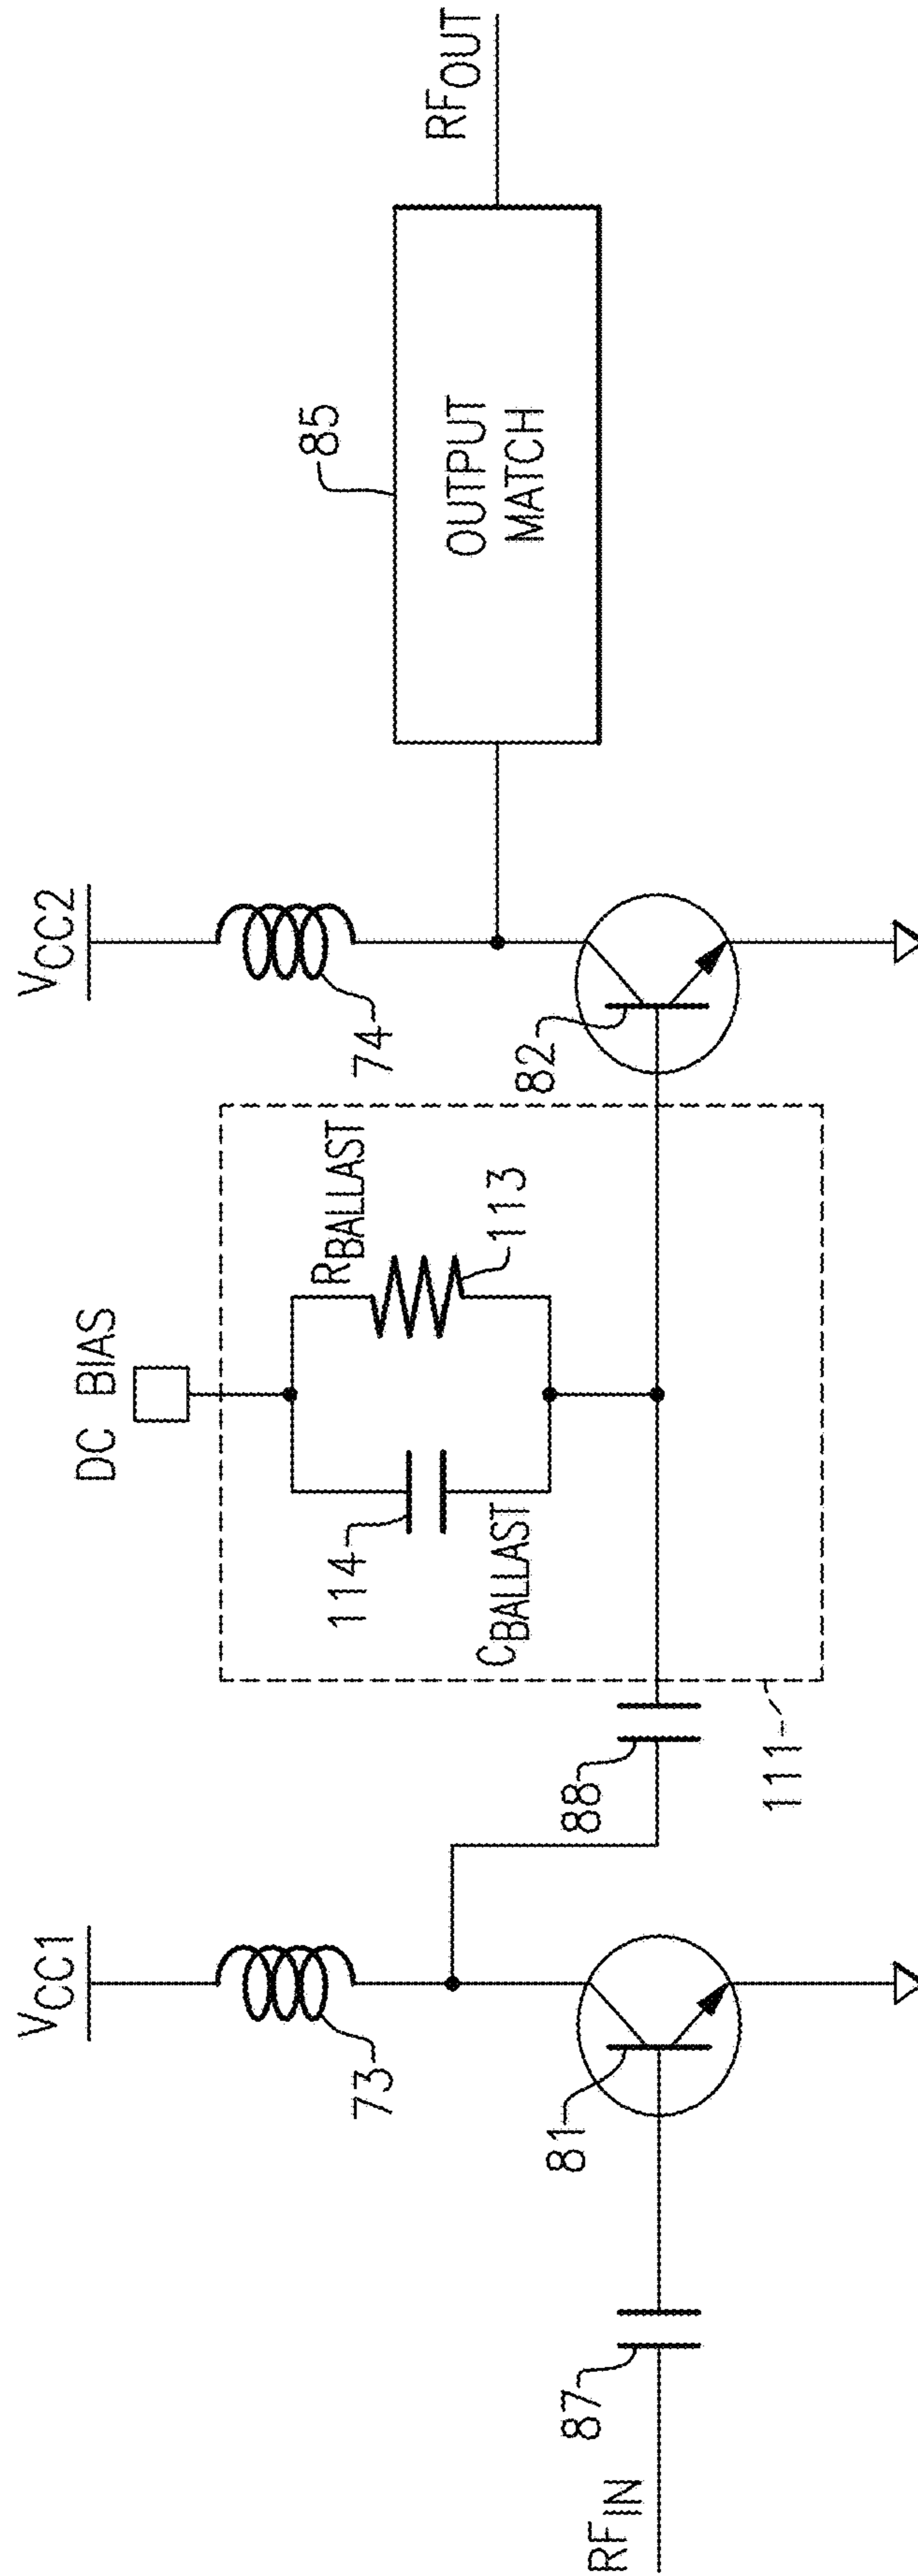 VCC1
VCC2
DC BIAS
73
74
85
RBALLAST
113
114
CBALLAST
OUTPUT
MATCH
RFOUT
81
82
88
111
87
RFIN